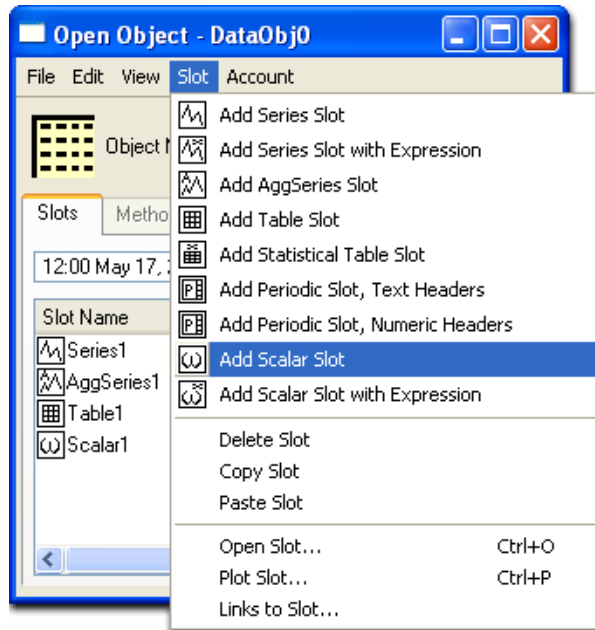 Open Object - DataObj0
File Edit View Slot Account
Object
Slots
12:00 May 17,
Slot Name
Series1
AggSeries1
Table1
Scalar1
Add Series Slot
Add Series Slot with Expression
Add AggSeries Slot
Add Table Slot
Add Statistical Table Slot
Add Periodic Slot, Text Headers
Add Periodic Slot, Numeric Headers
Add Scalar Slot
Add Scalar Slot with Expression
Delete Slot
Copy Slot
Paste Slot
Open Slot... Ctrl+O
Plot Slot... Ctrl+P
Links to Slot...